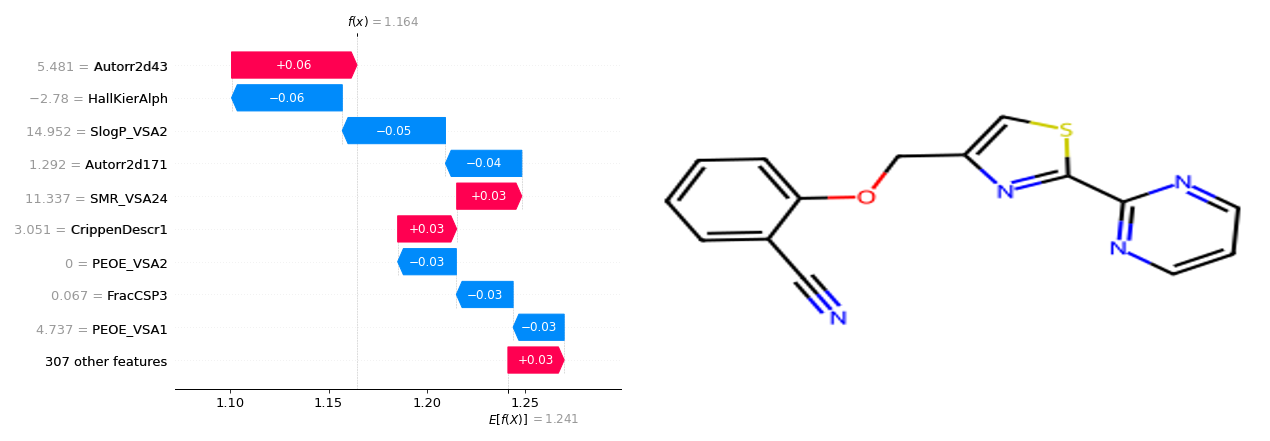 f(x) = 1.164
5.481 = Autorr2d43
+0.06
−2.78 = HallKierAlph
−0.06
14.952 = SlogP_VSA2
−0.05
1.292 = Autorr2d171
−0.04
11.337 = SMR_VSA24
+0.03
3.051 = CrippenDescr1
+0.03
0 = PEOE_VSA2
−0.03
0.067 = FracCSP3
−0.03
4.737 = PEOE_VSA1
−0.03
307 other features
+0.03
1.10 1.15 1.20 1.25
E[f(X)] = 1.241
S
N
N
O
N
N